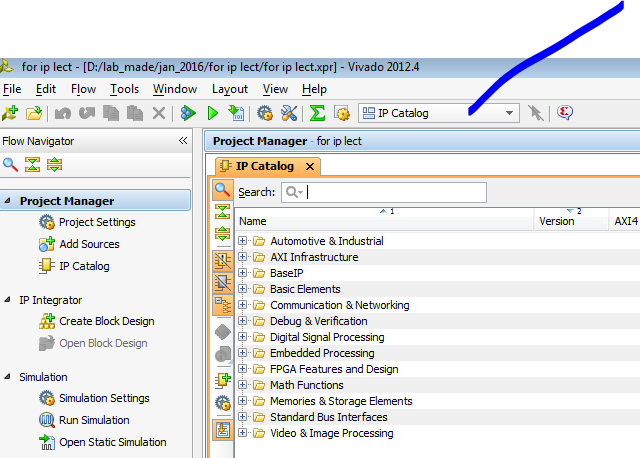 for ip lect - [D:/lab_made/jan_2016/for ip lect/for ip lect.xpr] - Vivado 2012.4
File Edit Flow Tools Window Layout View Help
IP Catalog
Flow Navigator
Project Manager - for ip lect
IP Catalog
Search:
Project Manager
Project Settings
Add Sources
IP Catalog
IP Integrator
Create Block Design
Open Block Design
Simulation
Simulation Settings
Run Simulation
Open Static Simulation
Name 1 Version 2 AXI4
Automotive & Industrial
AXI Infrastructure
BaseIP
Basic Elements
Communication & Networking
Debug & Verification
Digital Signal Processing
Embedded Processing
FPGA Features and Design
Math Functions
Memories & Storage Elements
Standard Bus Interfaces
Video & Image Processing